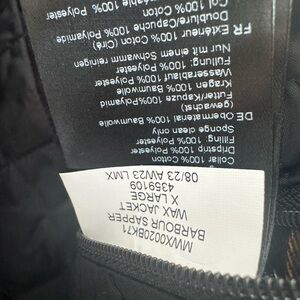 MWX0020BK71
BARBOUR SAPPER
WAX JACKET
X LARGE
4359109
08/23 AW23 LMX
Collar 100% Cotton
Dripstrip 100% Polyester
Filling 100% Polyester
Sponge clean only
DE Obermaterial 100% Baumwolle
(gewachst)
Futter/Kapuze 100%Polyamide
Kragen 100% Baumwolle
Wasserablauf 100% Polyester
Füllung: 100% Polyester
Nur mit einem Schwamm reinigen
FR Extérieur 100% Coton (Ciré)
Doublure/capuche 100% Polyamide
Col 100% Coton
100% Polyester